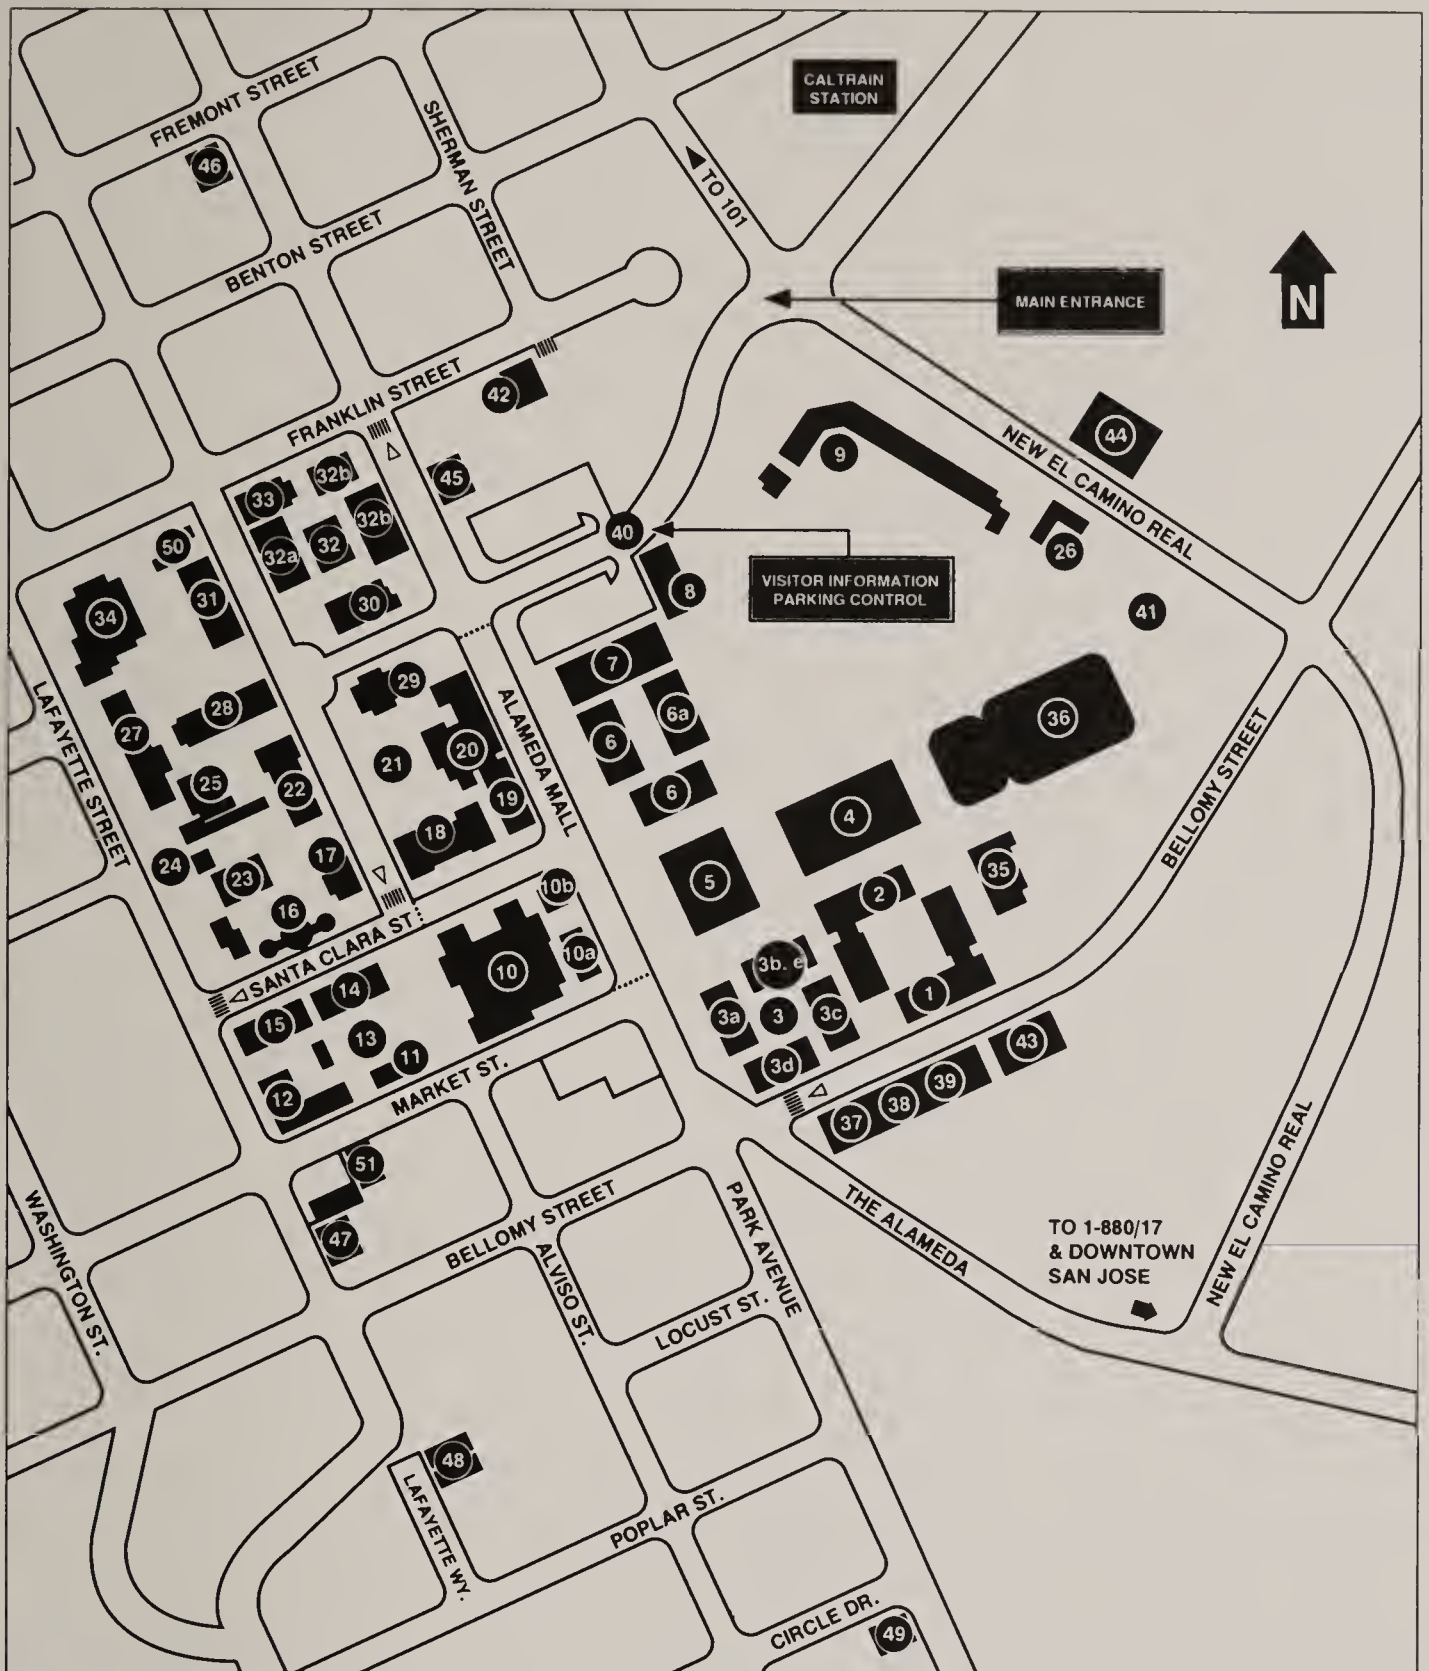 CALTRAIN
STATION
FREMONT STREET
SHERMAN STREET
46
TO 101
BENTON STREET
MAIN ENTRANCE
N
FRANKLIN STREET
42
44
NEW EL CAMINO REAL
9
45
33
32b
32b
40
26
50
32a
32
VISITOR INFORMATION
PARKING CONTROL
8
31
30
34
41
7
29
28
6a
36
27
6
20
21
ALAMEDA MALL
LAFAYETTE STREET
25
22
6
19
4
BELLOMY STREET
18
17
24
23
5
35
10b
2
16
SANTA CLARA ST
10a
3b. e
10
14
1
3a
3
3c
15
13
11
43
3d
MARKET ST.
12
39
38
37
51
WASHINGTON ST.
47
BELLOMY STREET
PARK AVENUE
THE ALAMEDA
ALVISO ST.
TO 1-880/17
& DOWNTOWN
SAN JOSE
NEW EL CAMINO REAL
LOCUST ST.
48
LAFAYETTE WY.
POPLAR ST.
CIRCLE DR.
49